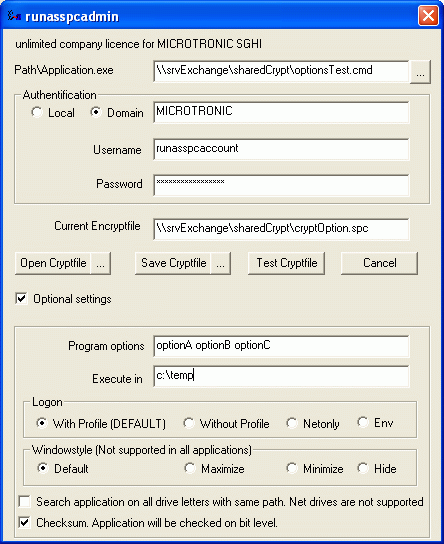 runasspcadmin
unlimited company licence for MICROTRONIC SGHI
Path\Application.exe \\srvExchange\sharedCrypt\optionsTest.cmd ...
Authentification
Local Domain MICROTRONIC
Username runasspcaccount
Password ****************
Current Encryptfile \\srvExchange\sharedCrypt\cryptOption.spc
Open Cryptfile ... Save Cryptfile ... Test Cryptfile Cancel
Optional settings
Program options optionA optionB optionC
Execute in c:\temp
Logon
With Profile (DEFAULT) Without Profile Netonly Env
Windowstyle (Not supported in all applications)
Default Maximize Minimize Hide
Search application on all drive letters with same path. Net drives are not supported
Checksum. Application will be checked on bit level.